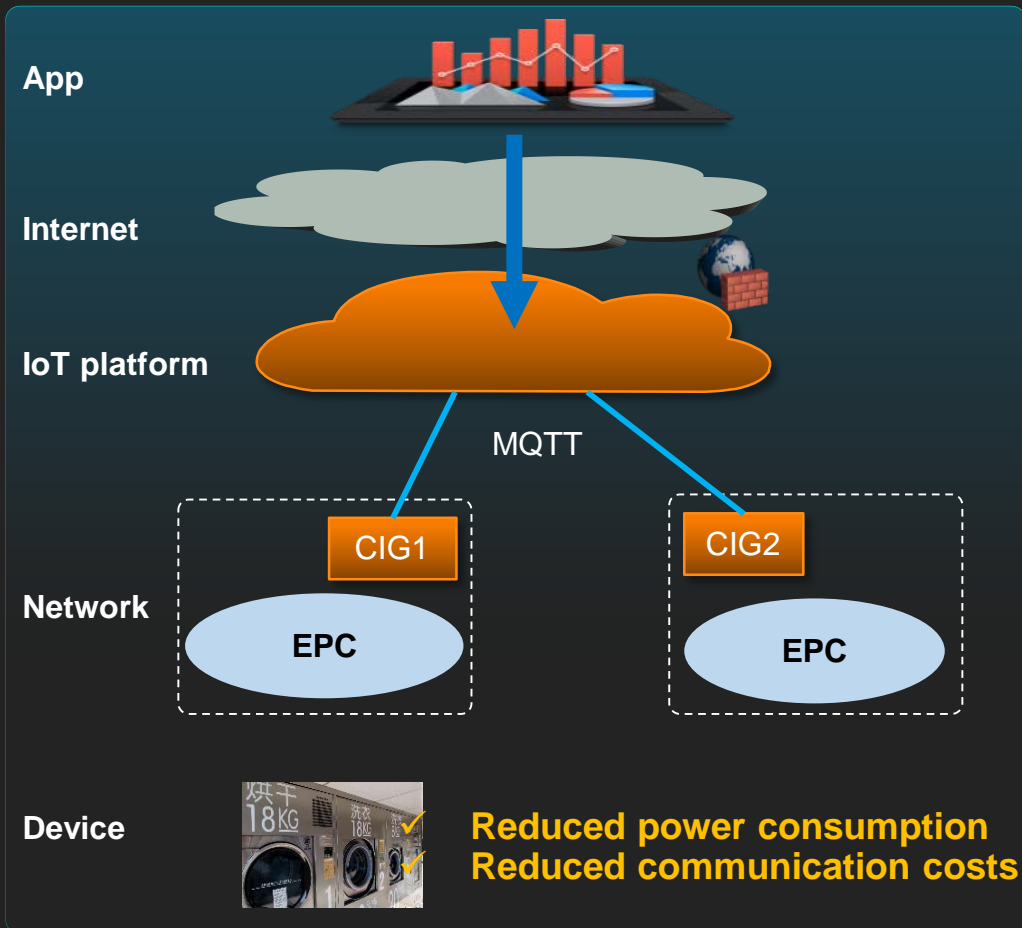 App
Internet
IoT platform
MQTT
CIG1
CIG2
Network
EPC
EPC
烘干
18KG
洗衣
18KG
Device
Reduced power consumption
Reduced communication costs